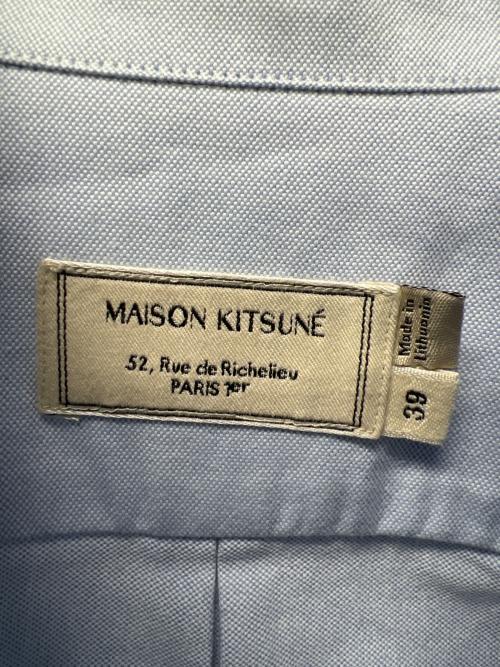 MAISON KITSUNÉ
52, Rue de Richelieu
PARIS 1er
Made in
Lithuania
39